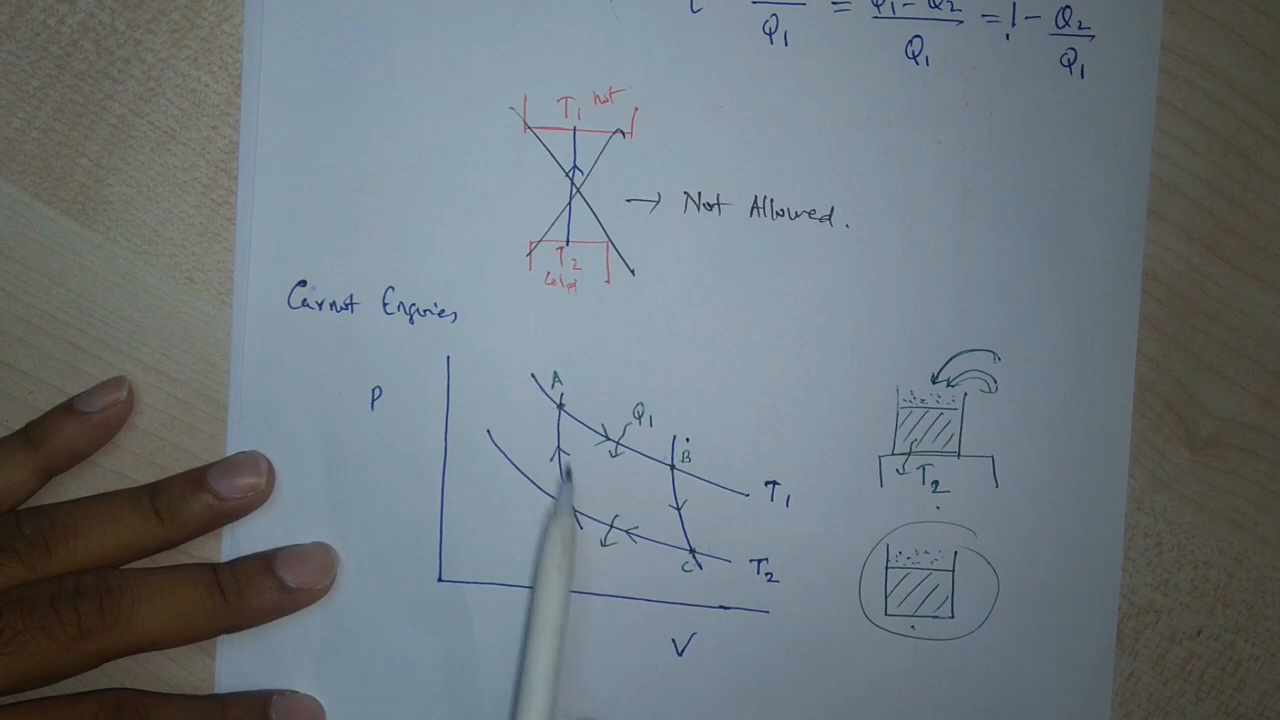 Q₁ = Q₁-Q₂ / Q₁ = 1 - Q₂ / Q₁
T₁ hot
→ Not Allowed.
T₂
cold
Carnot Engines
P
A
Q₁
B
T₁
C
T₂
V
T₂